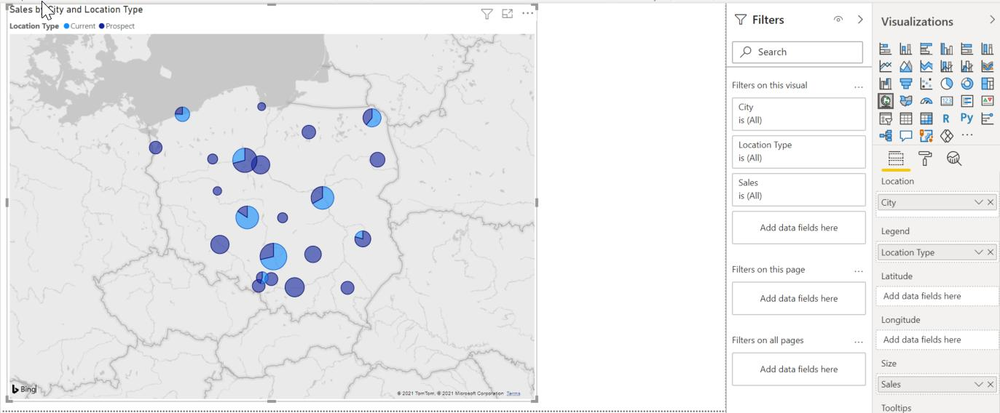 Sales by City and Location Type
Location Type Current Prospect
Bing
© 2021 TomTom, © 2021 Microsoft Corporation Terms
Filters
Search
Filters on this visual
...
City
is (All)
Location Type
is (All)
Sales
is (All)
Add data fields here
Filters on this page
...
Add data fields here
Filters on all pages
...
Add data fields here
Visualizations
123
R
Py
...
Location
City
Legend
Location Type
Latitude
Add data fields here
Longitude
Add data fields here
Size
Sales
Tooltips